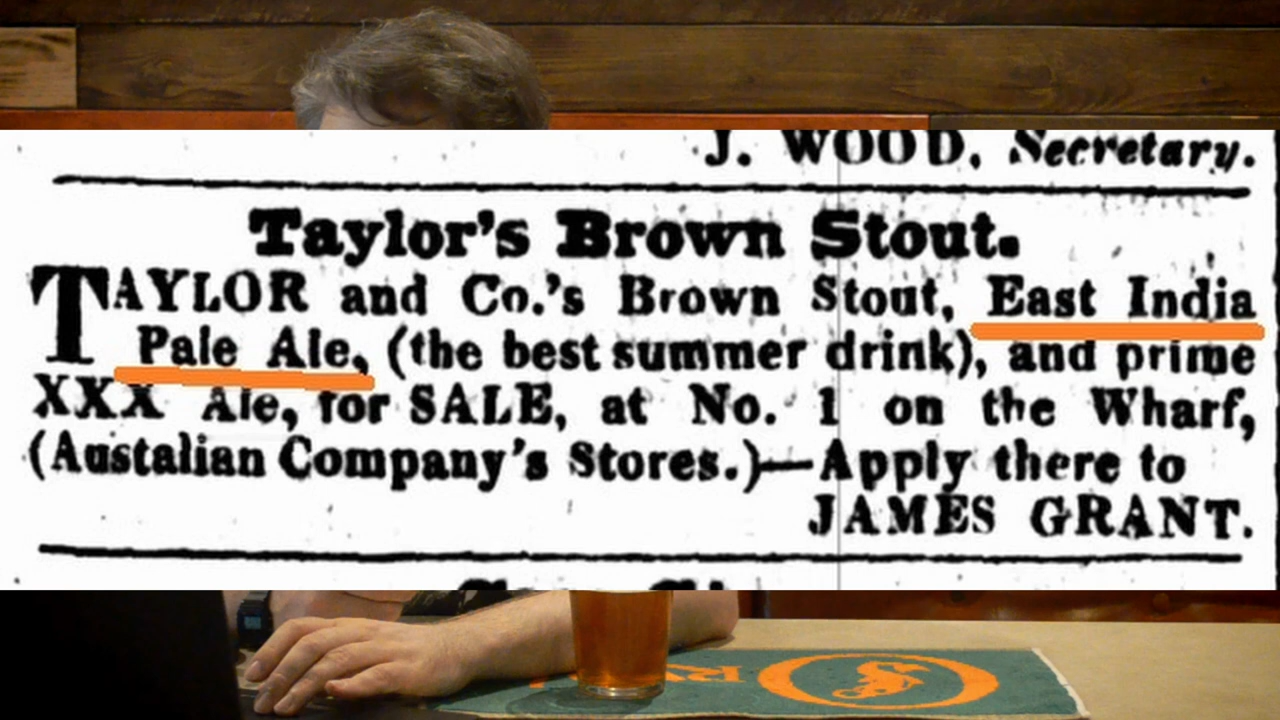 J. WOOD, Secretary.
Taylor's Brown Stout.
TAYLOR and Co.'s Brown Stout, East India
Pale Ale, (the best summer drink), and prime
XXX Ale, for SALE, at No. 1 on the Wharf,
(Austalian Company's Stores.)—Apply there to
JAMES GRANT.